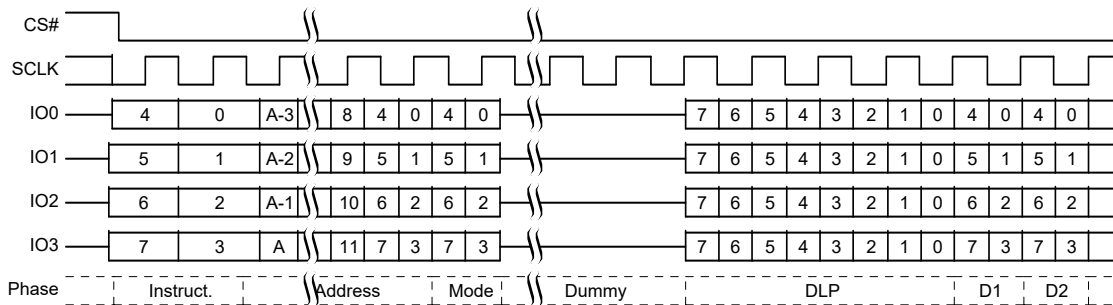 CS#
SCLK
IO0 4 0 A-3 8 4 0 4 0 7 6 5 4 3 2 1 0 4 0 4 0
IO1 5 1 A-2 9 5 1 5 1 7 6 5 4 3 2 1 0 5 1 5 1
IO2 6 2 A-1 10 6 2 6 2 7 6 5 4 3 2 1 0 6 2 6 2
IO3 7 3 A 11 7 3 7 3 7 6 5 4 3 2 1 0 7 3 7 3
Phase Instruct. Address Mode Dummy DLP D1 D2